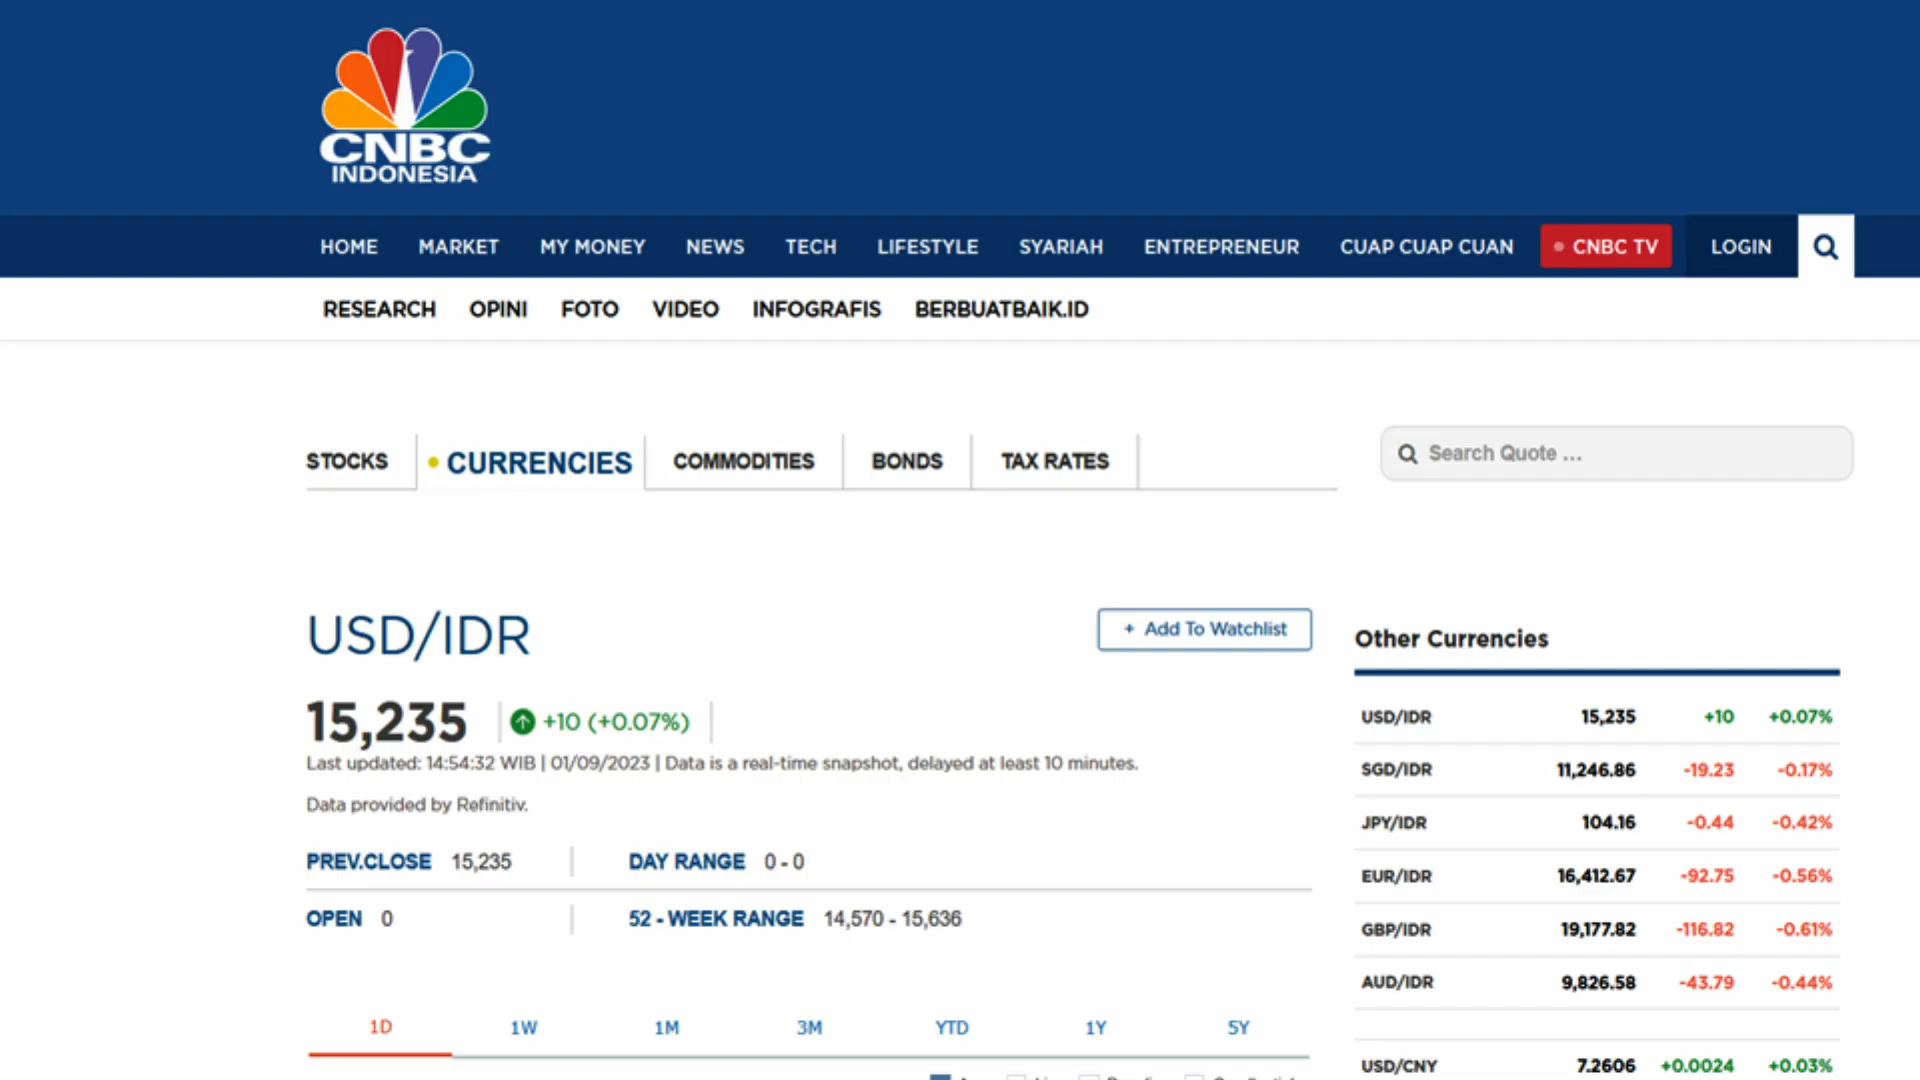 CNBC
INDONESIA
HOME MARKET MY MONEY NEWS TECH LIFESTYLE SYARIAH ENTREPRENEUR CUAP CUAP CUAN CNBC TV LOGIN
RESEARCH OPINI FOTO VIDEO INFOGRAFIS BERBUATBAIK.ID
STOCKS CURRENCIES COMMODITIES BONDS TAX RATES
Search Quote ...
USD/IDR
+ Add To Watchlist
15,235 +10 (+0.07%)
Last updated: 14:54:32 WIB | 01/09/2023 | Data is a real-time snapshot, delayed at least 10 minutes.
Data provided by Refinitiv.
PREV.CLOSE 15,235 DAY RANGE 0 - 0
OPEN 0 52 - WEEK RANGE 14,570 - 15,636
1D 1W 1M 3M YTD 1Y 5Y
Other Currencies
USD/IDR 15,235 +10 +0.07%
SGD/IDR 11,246.86 -19.23 -0.17%
JPY/IDR 104.16 -0.44 -0.42%
EUR/IDR 16,412.67 -92.75 -0.56%
GBP/IDR 19,177.82 -116.82 -0.61%
AUD/IDR 9,826.58 -43.79 -0.44%
USD/CNY 7.2606 +0.0024 +0.03%